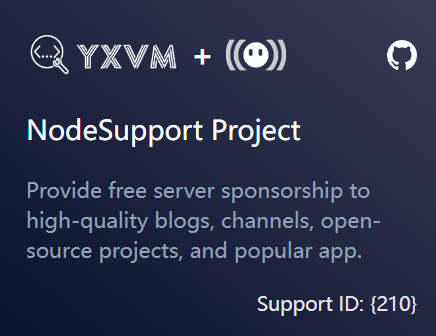 YXVM + ((••))
NodeSupport Project
Provide free server sponsorship to
high-quality blogs, channels, open-
source projects, and popular app.
Support ID: {210}